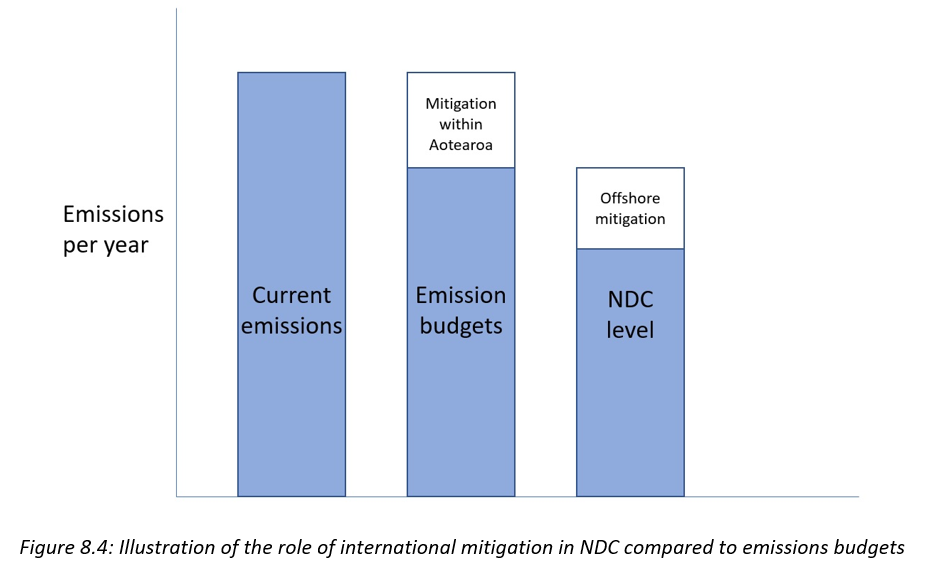 Mitigation
within
Aotearoa
Offshore
mitigation
Emissions
per year
Current
emissions
Emission
budgets
NDC
level
Figure 8.4: Illustration of the role of international mitigation in NDC compared to emissions budgets